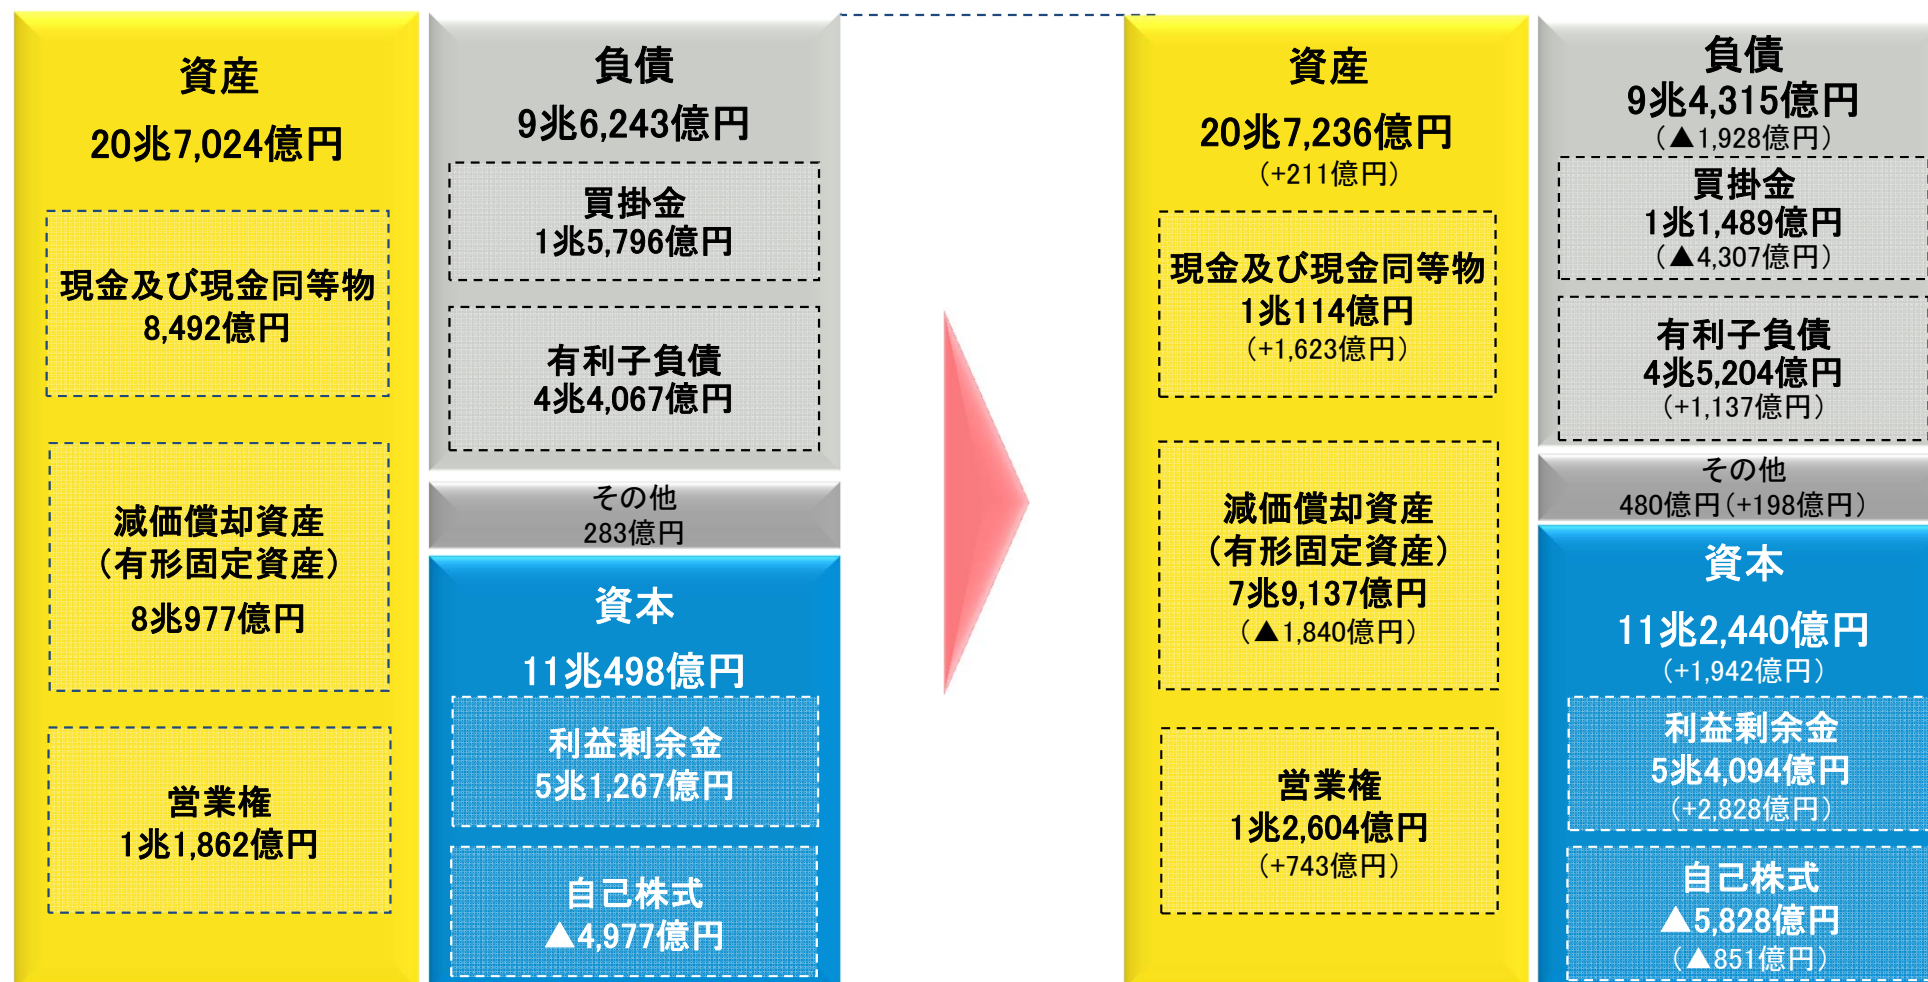 資産
20兆7,024億円
現金及び現金同等物
8,492億円
減価償却資産
（有形固定資産）
8兆977億円
営業権
1兆1,862億円
負債
9兆6,243億円
買掛金
1兆5,796億円
有利子負債
4兆4,067億円
その他
283億円
資本
11兆498億円
利益剰余金
5兆1,267億円
自己株式
▲4,977億円
資産
20兆7,236億円
（+211億円）
現金及び現金同等物
1兆114億円
（+1,623億円）
減価償却資産
（有形固定資産）
7兆9,137億円
（▲1,840億円）
営業権
1兆2,604億円
（+743億円）
負債
9兆4,315億円
（▲1,928億円）
買掛金
1兆1,489億円
（▲4,307億円）
有利子負債
4兆5,204億円
（+1,137億円）
その他
480億円（+198億円）
資本
11兆2,440億円
（+1,942億円）
利益剰余金
5兆4,094億円
（+2,828億円）
自己株式
▲5,828億円
（▲851億円）